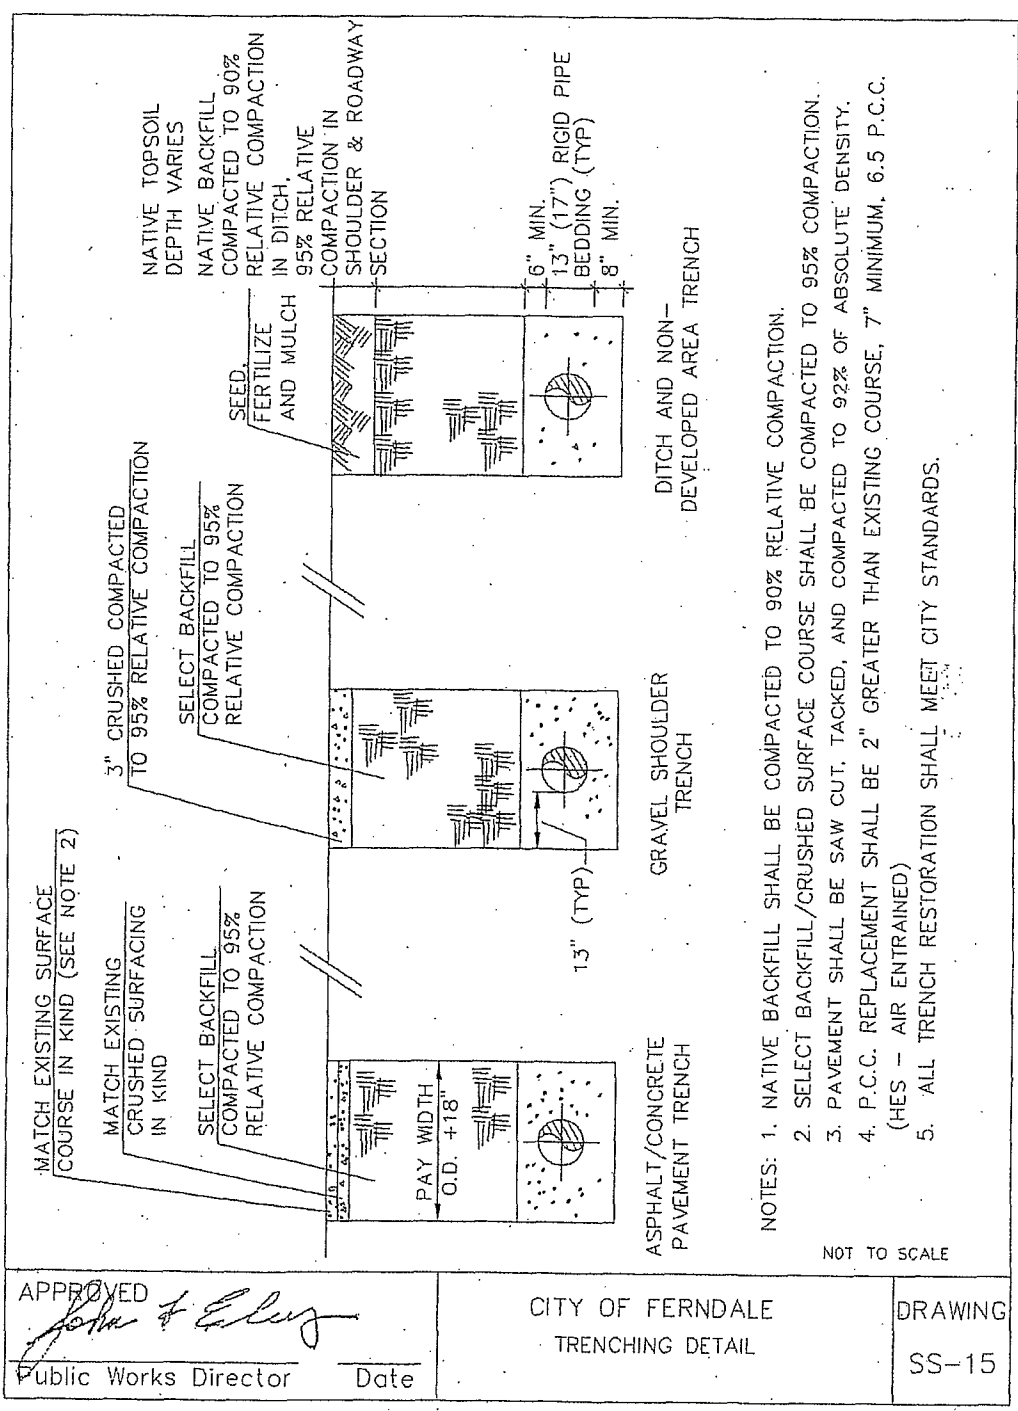 MATCH EXISTING SURFACE
COURSE IN KIND (SEE NOTE 2)
MATCH EXISTING
CRUSHED SURFACING
IN KIND
SELECT BACKFILL
COMPACTED TO 95%
RELATIVE COMPACTION
3" CRUSHED COMPACTED
TO 95% RELATIVE COMPACTION
SELECT BACKFILL
COMPACTED TO 95%
RELATIVE COMPACTION
SEED,
FERTILIZE
AND MULCH
NATIVE TOPSOIL
DEPTH VARIES
NATIVE BACKFILL
COMPACTED TO 90%
RELATIVE COMPACTION
IN DITCH,
95% RELATIVE
COMPACTION IN
SHOULDER & ROADWAY
SECTION
PAY WIDTH
O.D. +18"
13" (TYP)
6" MIN.
13" (17") RIGID PIPE
BEDDING (TYP)
8" MIN.
ASPHALT/CONCRETE
PAVEMENT TRENCH
GRAVEL SHOULDER
TRENCH
DITCH AND NON-
DEVELOPED AREA TRENCH
NOTES: 1. NATIVE BACKFILL SHALL BE COMPACTED TO 90% RELATIVE COMPACTION.
2. SELECT BACKFILL/CRUSHED SURFACE COURSE SHALL BE COMPACTED TO 95% COMPACTION.
3. PAVEMENT SHALL BE SAW CUT, TACKED, AND COMPACTED TO 92% OF ABSOLUTE DENSITY.
4. P.C.C. REPLACEMENT SHALL BE 2" GREATER THAN EXISTING COURSE, 7" MINIMUM, 6.5 P.C.C.
(HES - AIR ENTRAINED)
5. ALL TRENCH RESTORATION SHALL MEET CITY STANDARDS.
NOT TO SCALE
APPROVED
John
Public Works Director Date
CITY OF FERNDALE
TRENCHING DETAIL
DRAWING
SS-15